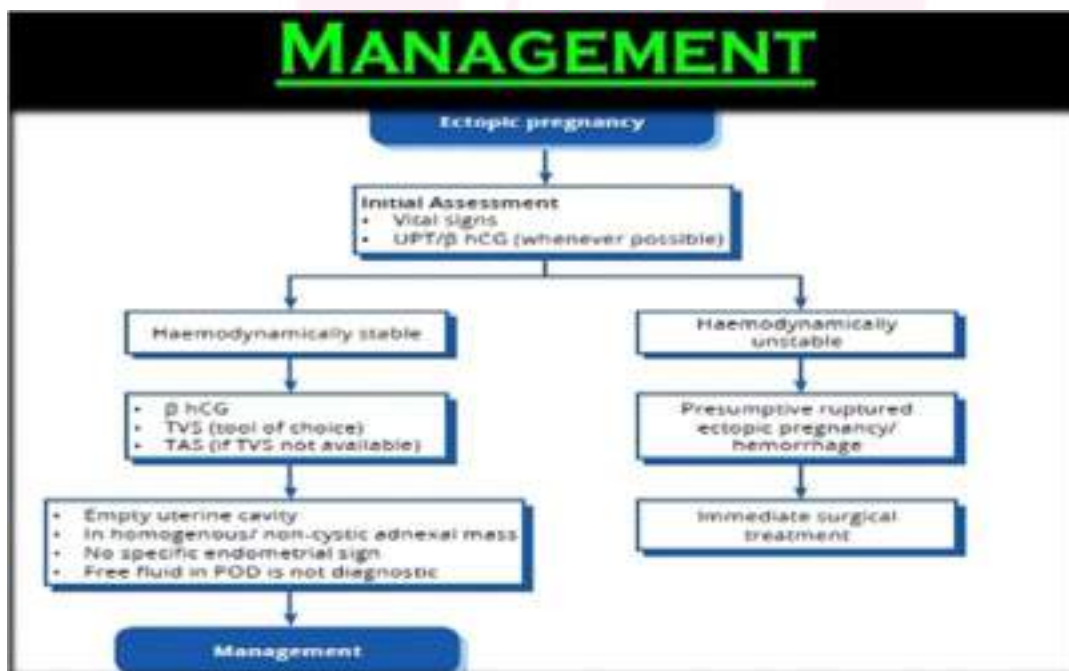 MANAGEMENT
Ectopic pregnancy
Initial Assessment
• Vital signs
• UPT/β hCG (whenever possible)
Haemodynamically stable
• β hCG
• TVS (tool of choice)
• TAS (if TVS not available)
• Empty uterine cavity
• In homogenous/ non-cystic adnexal mass
• No specific endometrial sign
• Free fluid in POD is not diagnostic
Management
Haemodynamically
unstable
Presumptive ruptured
ectopic pregnancy/
hemorrhage
Immediate surgical
treatment